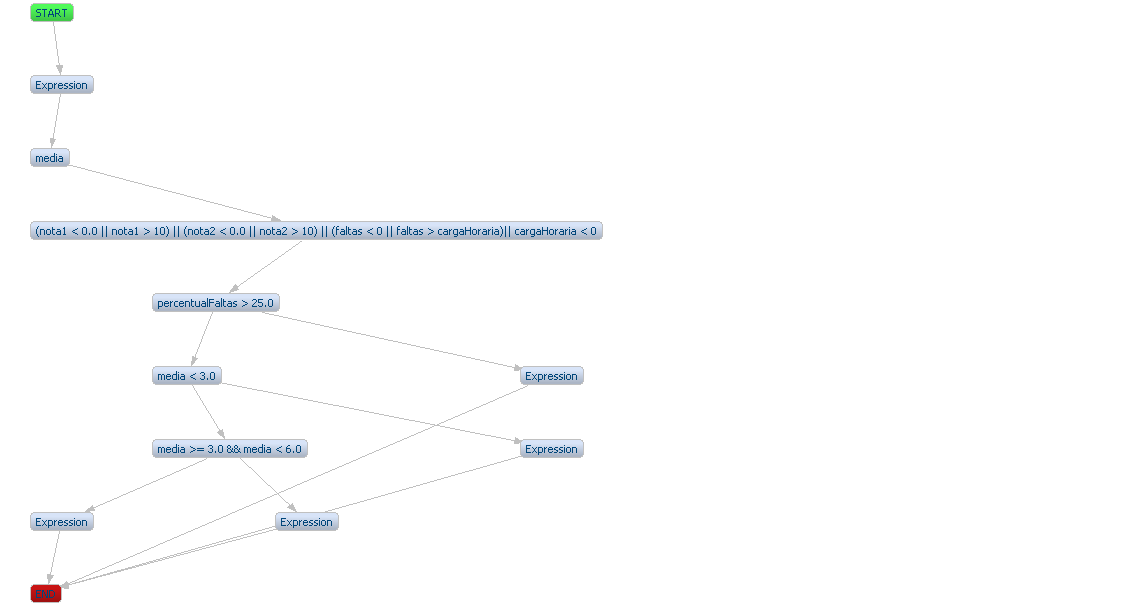 START
Expression
media
(nota1 < 0.0 || nota1 > 10) || (nota2 < 0.0 || nota2 > 10) || (faltas < 0 || faltas > cargaHoraria)|| cargaHoraria < 0
percentualFaltas > 25.0
media < 3.0
Expression
media >= 3.0 && media < 6.0
Expression
Expression
Expression
END